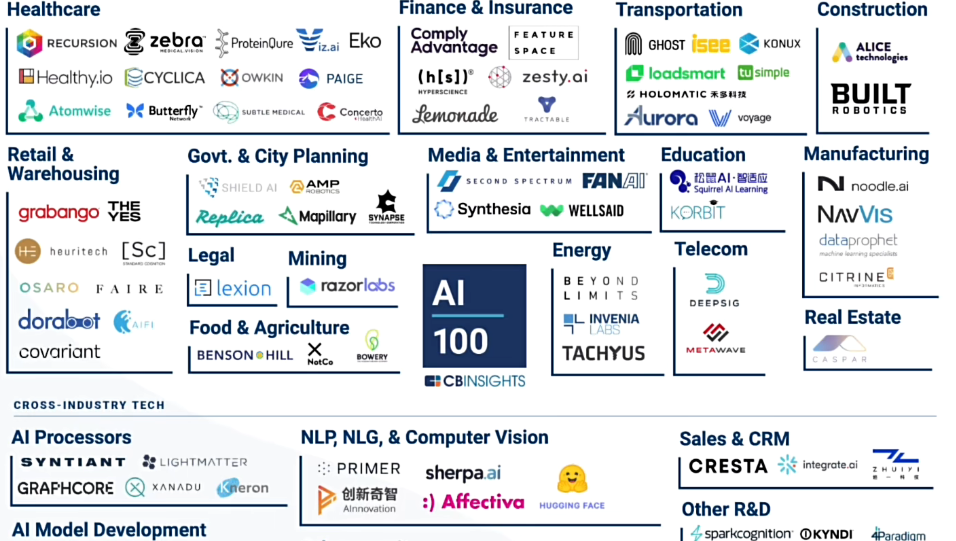 Healthcare
RECURSION zebra MEDICAL VISION ProteinQure Viz.ai Eko
Healthy.io CYCLICA OWKIN PAIGE
Atomwise Butterfly Network SUBTLE MEDICAL Concerto HealthAI
Finance & Insurance
Comply Advantage FEATURE SPACE
(h[s])® HYPERSCIENCE zesty.ai
Lemonade TRACTABLE
Transportation
GHOST isee KONUX
loadsmart tusimple
HOLOMATIC 禾多科技
Aurora voyage
Construction
ALICE technologies
BUILT ROBOTICS
Retail & Warehousing
grabango THE YES
HE heuritech [Sc] STANDARD COGNITION
OSARO FAIRE
dorabot AIFI
covariant
Govt. & City Planning
SHIELD AI AMP ROBOTICS
Replica Mapillary SYNAPSE TECHNOLOGY CORPORATION
Media & Entertainment
SECOND SPECTRUM FANAI
Synthesia WELLSAID
Education
松鼠AI·智适应 Squirrel AI Learning
KORBIT
Manufacturing
noodle.ai
NAVVIS
dataprophet
machine learning specialists
CITRINE INFORMATICS
Legal
lexion
Mining
razorlabs
Food & Agriculture
BENSON HILL NotCo BOWERY
AI
100
CBINSIGHTS
Energy
BEYOND LIMITS
INVENIA LABS
TACHYUS
Telecom
DEEPSIG
METAWAVE
Real Estate
CASPAR
CROSS-INDUSTRY TECH
AI Processors
SYNTIANT LIGHTMATTER
GRAPHCORE XANADU Kneron
NLP, NLG, & Computer Vision
PRIMER sherpa.ai
创新奇智 AInnovation :) Affectiva HUGGING FACE
Sales & CRM
CRESTA integrate.ai ZHUIYI
AI Model Development
Other R&D
sparkcognition KYNDI 4Paradigm